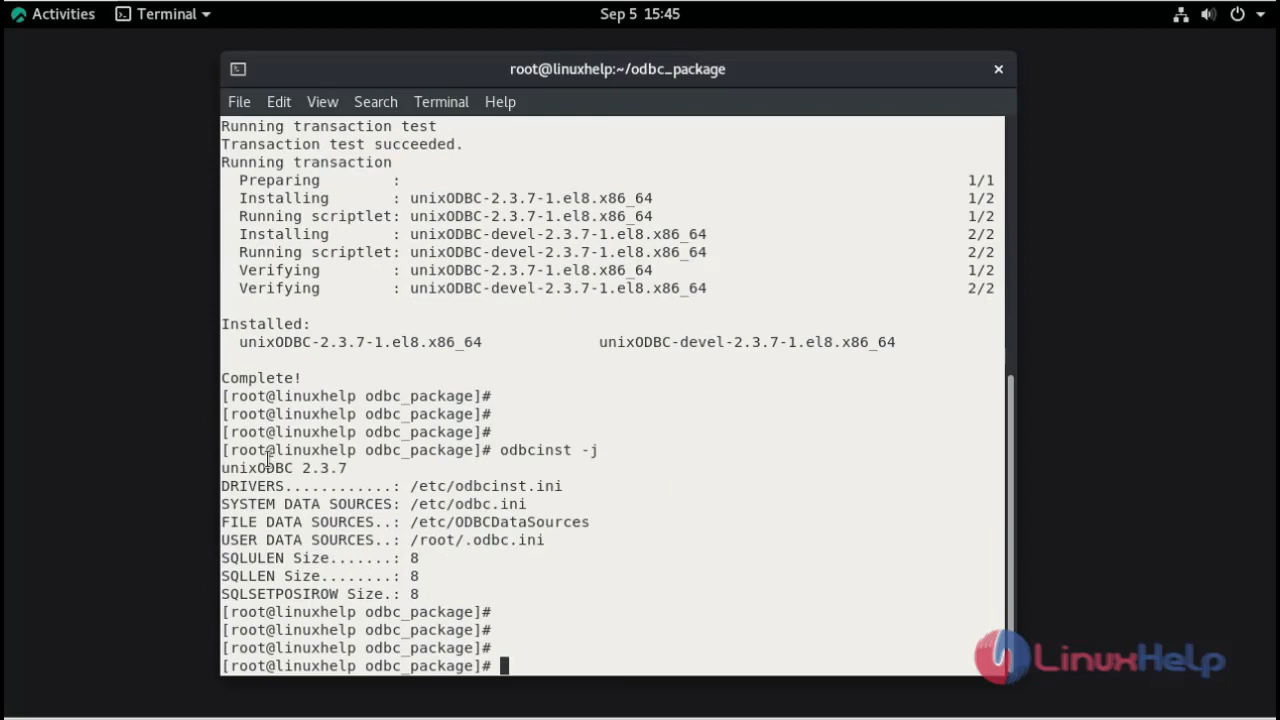 Activities Terminal Sep 5 15:45
root@linuxhelp:~/odbc_package
File Edit View Search Terminal Help
Running transaction test
Transaction test succeeded.
Running transaction
Preparing : 1/1
Installing : unixODBC-2.3.7-1.el8.x86_64 1/2
Running scriptlet: unixODBC-2.3.7-1.el8.x86_64 1/2
Installing : unixODBC-devel-2.3.7-1.el8.x86_64 2/2
Running scriptlet: unixODBC-devel-2.3.7-1.el8.x86_64 2/2
Verifying : unixODBC-2.3.7-1.el8.x86_64 1/2
Verifying : unixODBC-devel-2.3.7-1.el8.x86_64 2/2
Installed:
unixODBC-2.3.7-1.el8.x86_64 unixODBC-devel-2.3.7-1.el8.x86_64
Complete!
[root@linuxhelp odbc_package]#
[root@linuxhelp odbc_package]#
[root@linuxhelp odbc_package]#
[root@linuxhelp odbc_package]# odbcinst -j
unixODBC 2.3.7
DRIVERS............: /etc/odbcinst.ini
SYSTEM DATA SOURCES: /etc/odbc.ini
FILE DATA SOURCES..: /etc/ODBCDataSources
USER DATA SOURCES..: /root/.odbc.ini
SQLULEN Size.......: 8
SQLLEN Size........: 8
SQLSETPOSIROW Size.: 8
[root@linuxhelp odbc_package]#
[root@linuxhelp odbc_package]#
[root@linuxhelp odbc_package]#
[root@linuxhelp odbc_package]#
LinuxHelp